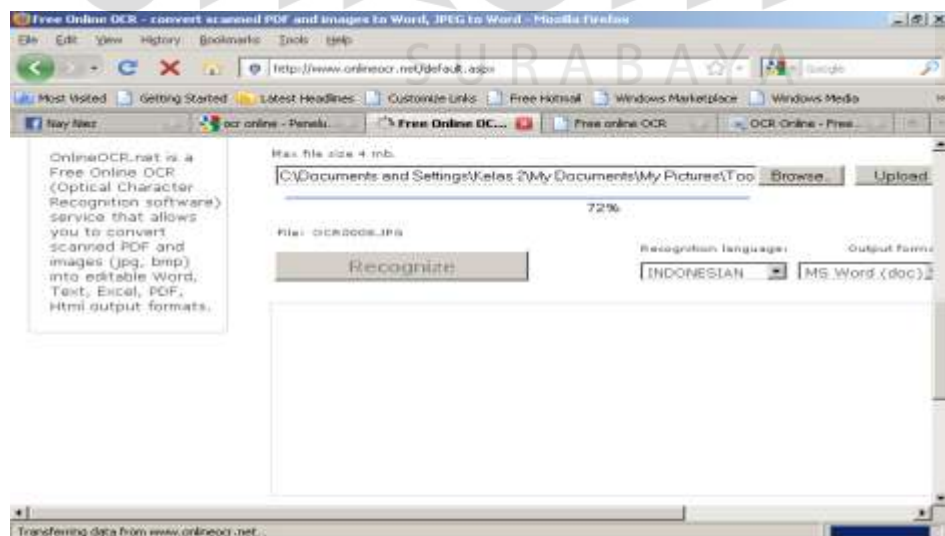 Free Online OCR - convert scanned PDF and images to Word, JPEG to Word - Mozilla Firefox
File Edit View History Bookmarks Tools Help
SURABAYA
http://www.onlineocr.net/default.aspx Google
Most Visited Getting Started Latest Headlines Customize Links Free Hotmail Windows Marketplace Windows Media
Nay Niez ocr online - Penelu... Free Online OC... Free online OCR OCR Online - Free...
OnlineOCR.net is a
Free Online OCR
(Optical Character
Recognition software)
service that allows
you to convert
scanned PDF and
images (jpg, bmp)
into editable Word,
Text, Excel, PDF,
Html output formats.
Max file size 4 mb.
C:\Documents and Settings\Kelas 2\My Documents\My Pictures\Too Browse... Upload
72%
File: OCR0008.JPG
Recognition language: Output forma
Recognize INDONESIAN MS Word (doc)
Transferring data from www.onlineocr.net...